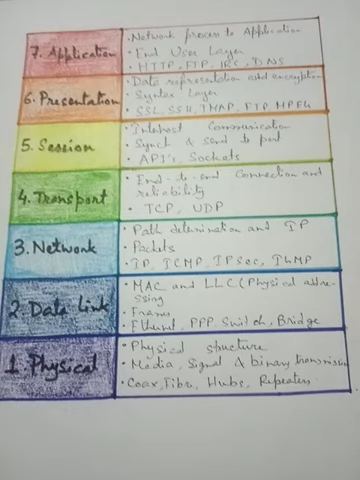 7. Application
• Network process to Application
• End User Layer
• HTTP, FTP, IRC, DNS
6. Presentation
• Data representation and encryption
• Syntax Layer
• SSL, SSH, IMAP, FTP, MPEG
5. Session
• Interhost Communication
• Synch & send to port
• API's, Sockets
4. Transport
• End-to-end Connection and
reliability
• TCP, UDP
3. Network
• Path determination and IP
• Packets
• IP, ICMP, IPsec, IGMP
2. Data Link
• MAC and LLC (Physical addre-
ssing
• Frames
• Ethernet, PPP Switch, Bridge
1. Physical
• Physical structure
• Media, Signal & binary transmission
• Coax, Fibre, Hubs, Repeaters